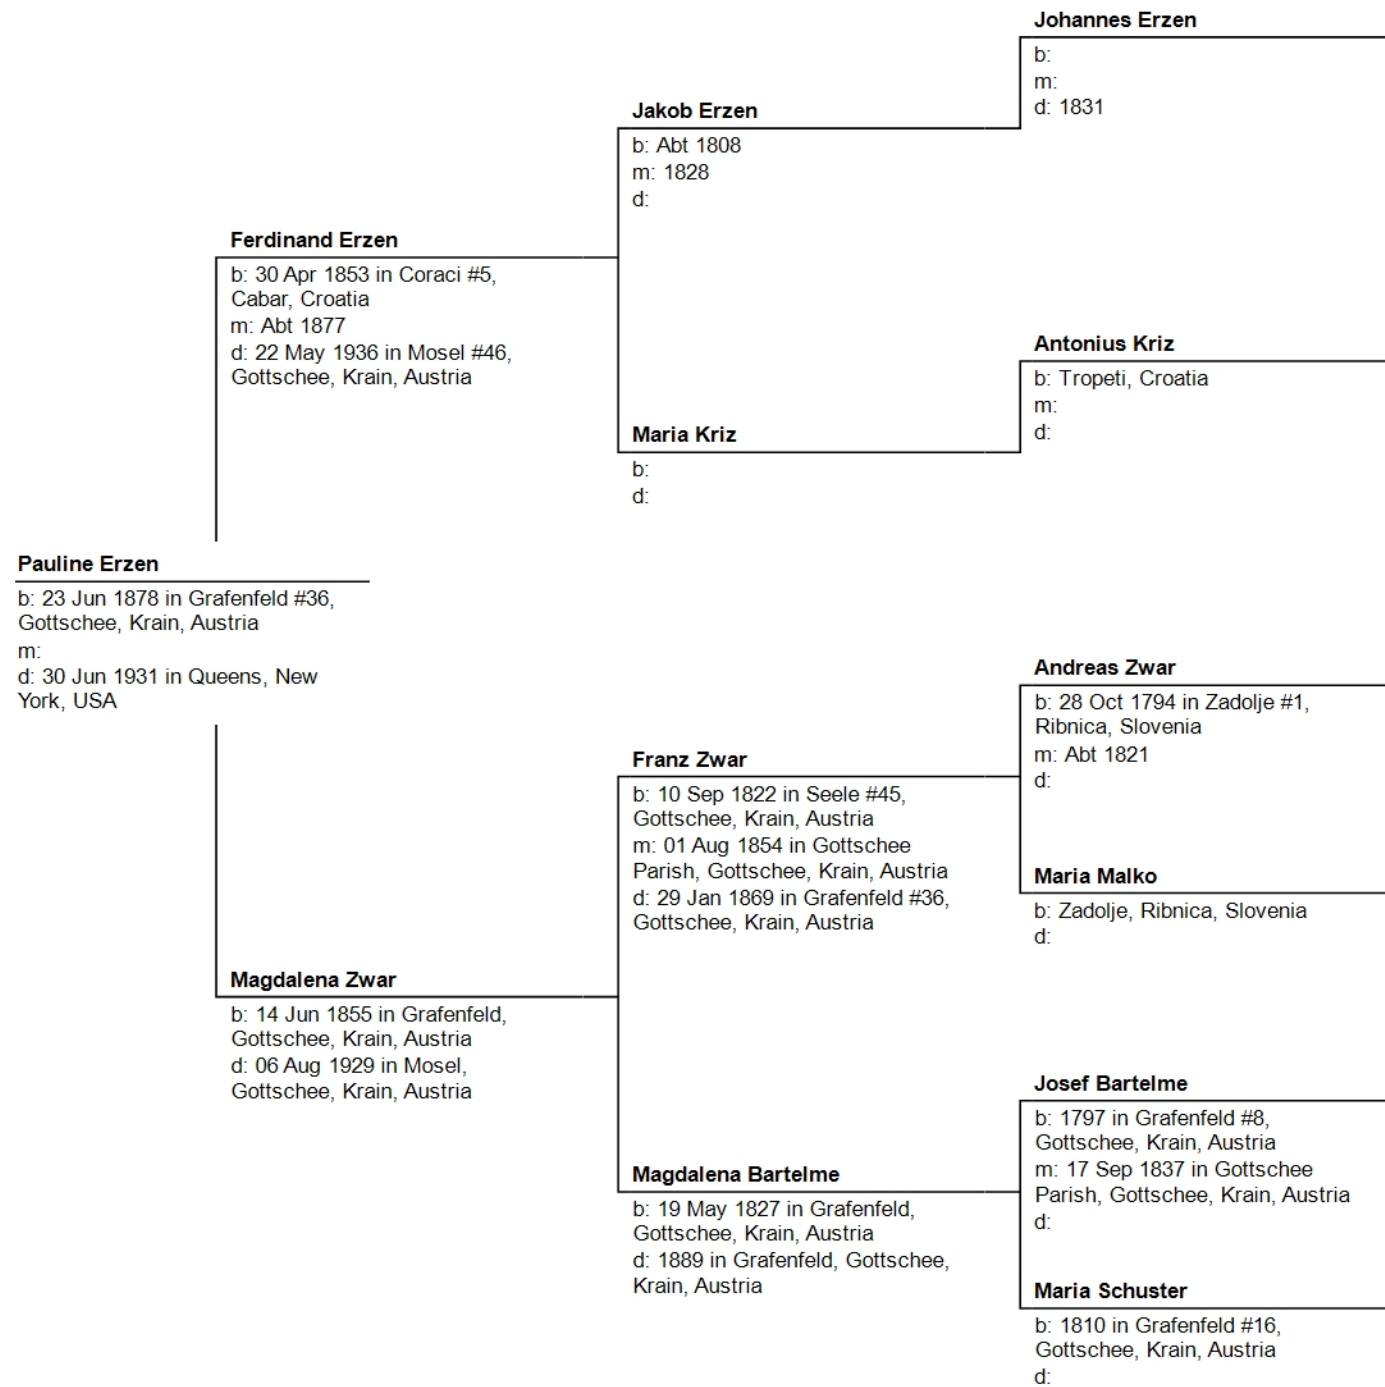 Johannes Erzen
b:
m:
d: 1831
Jakob Erzen
b: Abt 1808
m: 1828
d:
Ferdinand Erzen
b: 30 Apr 1853 in Coraci #5,
Cabar, Croatia
m: Abt 1877
d: 22 May 1936 in Mosel #46,
Gottschee, Krain, Austria
Antonius Kriz
b: Tropeti, Croatia
m:
d:
Maria Kriz
b:
d:
Pauline Erzen
b: 23 Jun 1878 in Grafenfeld #36,
Gottschee, Krain, Austria
m:
d: 30 Jun 1931 in Queens, New
York, USA
Andreas Zwar
b: 28 Oct 1794 in Zadolje #1,
Ribnica, Slovenia
m: Abt 1821
d:
Franz Zwar
b: 10 Sep 1822 in Seele #45,
Gottschee, Krain, Austria
m: 01 Aug 1854 in Gottschee
Parish, Gottschee, Krain, Austria
d: 29 Jan 1869 in Grafenfeld #36,
Gottschee, Krain, Austria
Maria Malko
b: Zadolje, Ribnica, Slovenia
d:
Magdalena Zwar
b: 14 Jun 1855 in Grafenfeld,
Gottschee, Krain, Austria
d: 06 Aug 1929 in Mosel,
Gottschee, Krain, Austria
Josef Bartelme
b: 1797 in Grafenfeld #8,
Gottschee, Krain, Austria
m: 17 Sep 1837 in Gottschee
Parish, Gottschee, Krain, Austria
d:
Magdalena Bartelme
b: 19 May 1827 in Grafenfeld,
Gottschee, Krain, Austria
d: 1889 in Grafenfeld, Gottschee,
Krain, Austria
Maria Schuster
b: 1810 in Grafenfeld #16,
Gottschee, Krain, Austria
d: